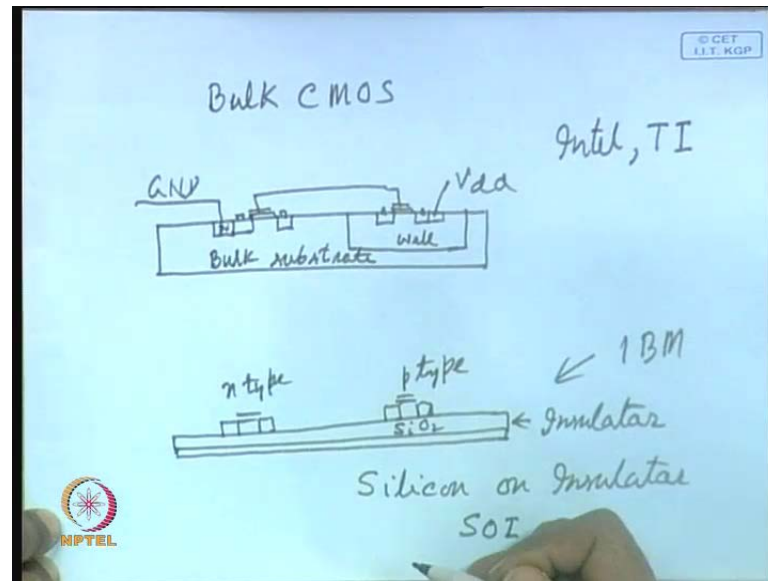 © CET
I.I.T. KGP
Bulk CMOS
Intel, TI
GND
Vdd
Well
Bulk substrate
n type
p type
IBM
SiO2
Insulator
Silicon on Insulator
SOI
NPTEL